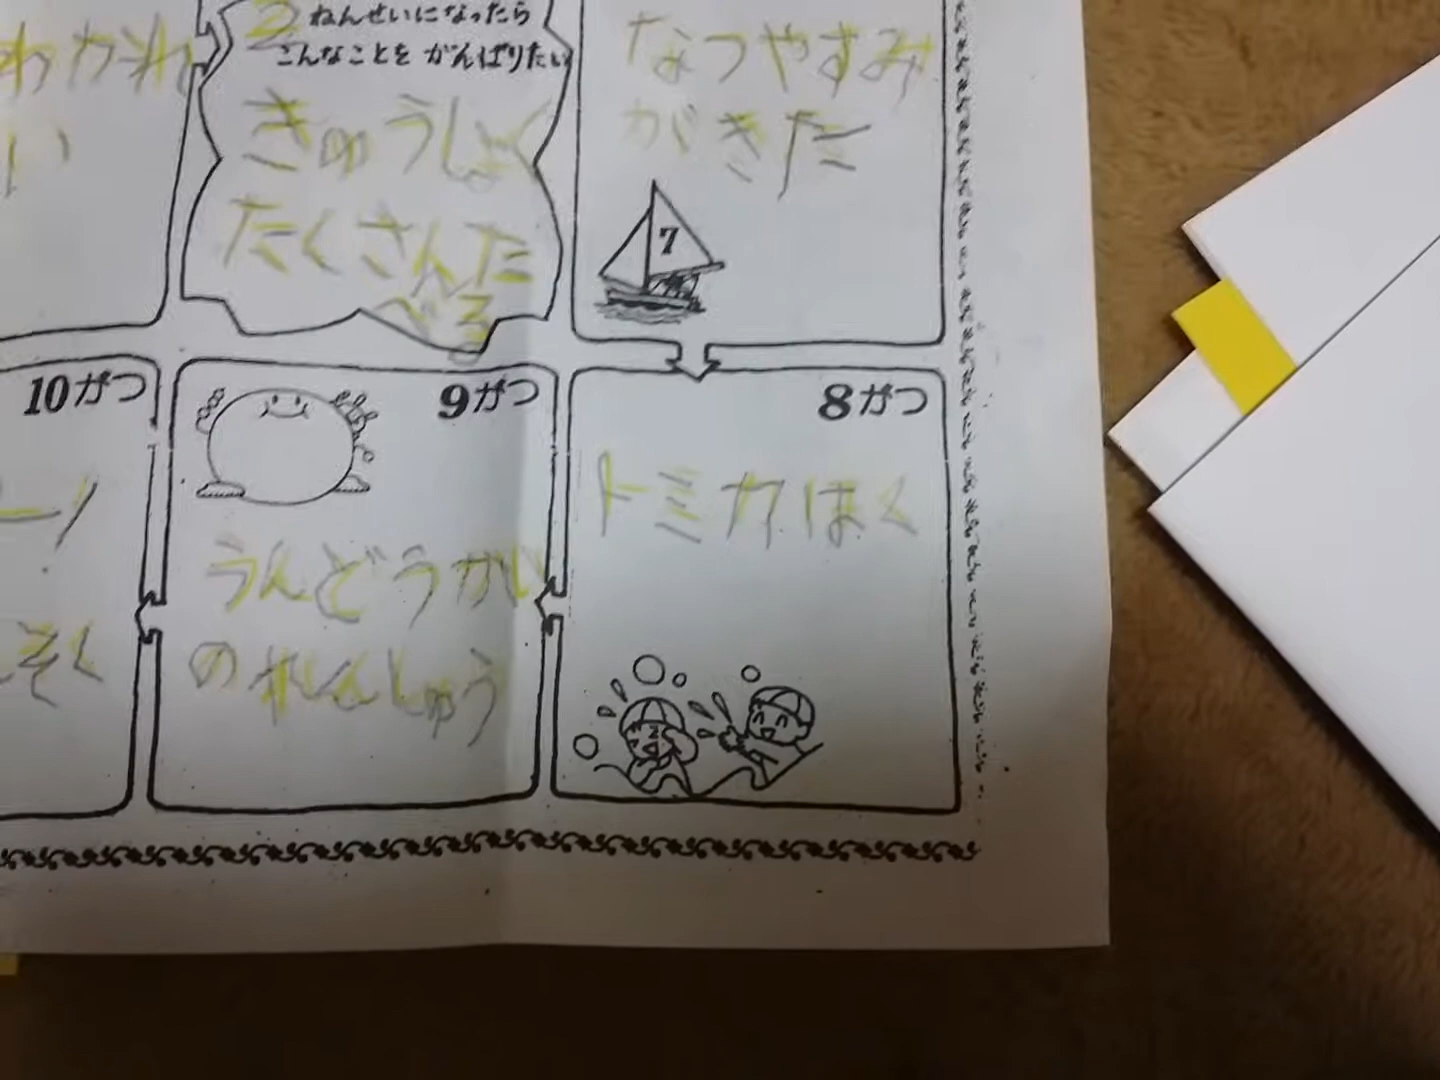 わかれ
い
2ねんせいになったら
こんなことを がんばりたい
きゅうしょく
たくさんた
べる
なつやすみ
がきた
7
8がつ
トミカはく
9がつ
うんどうかい
のれんしゅう
10がつ
そく